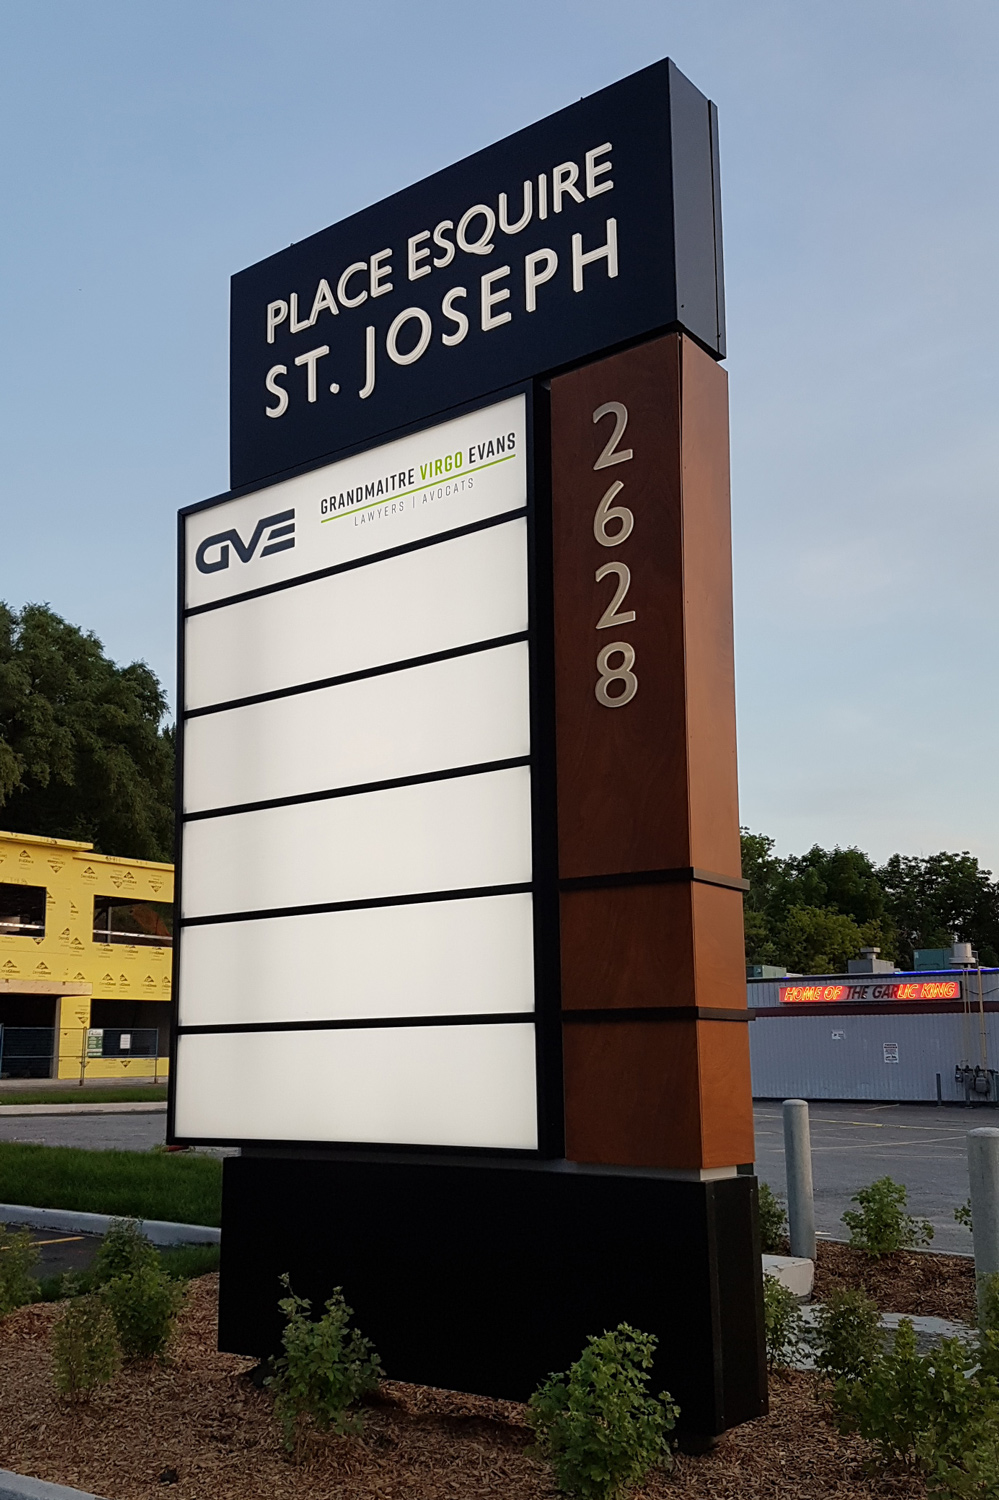 PLACE ESQUIRE
ST. JOSEPH
GVE
GRANDMAITRE VIRGO EVANS
LAWYERS | AVOCATS
2
6
2
8
HOME OF THE GARLIC KING